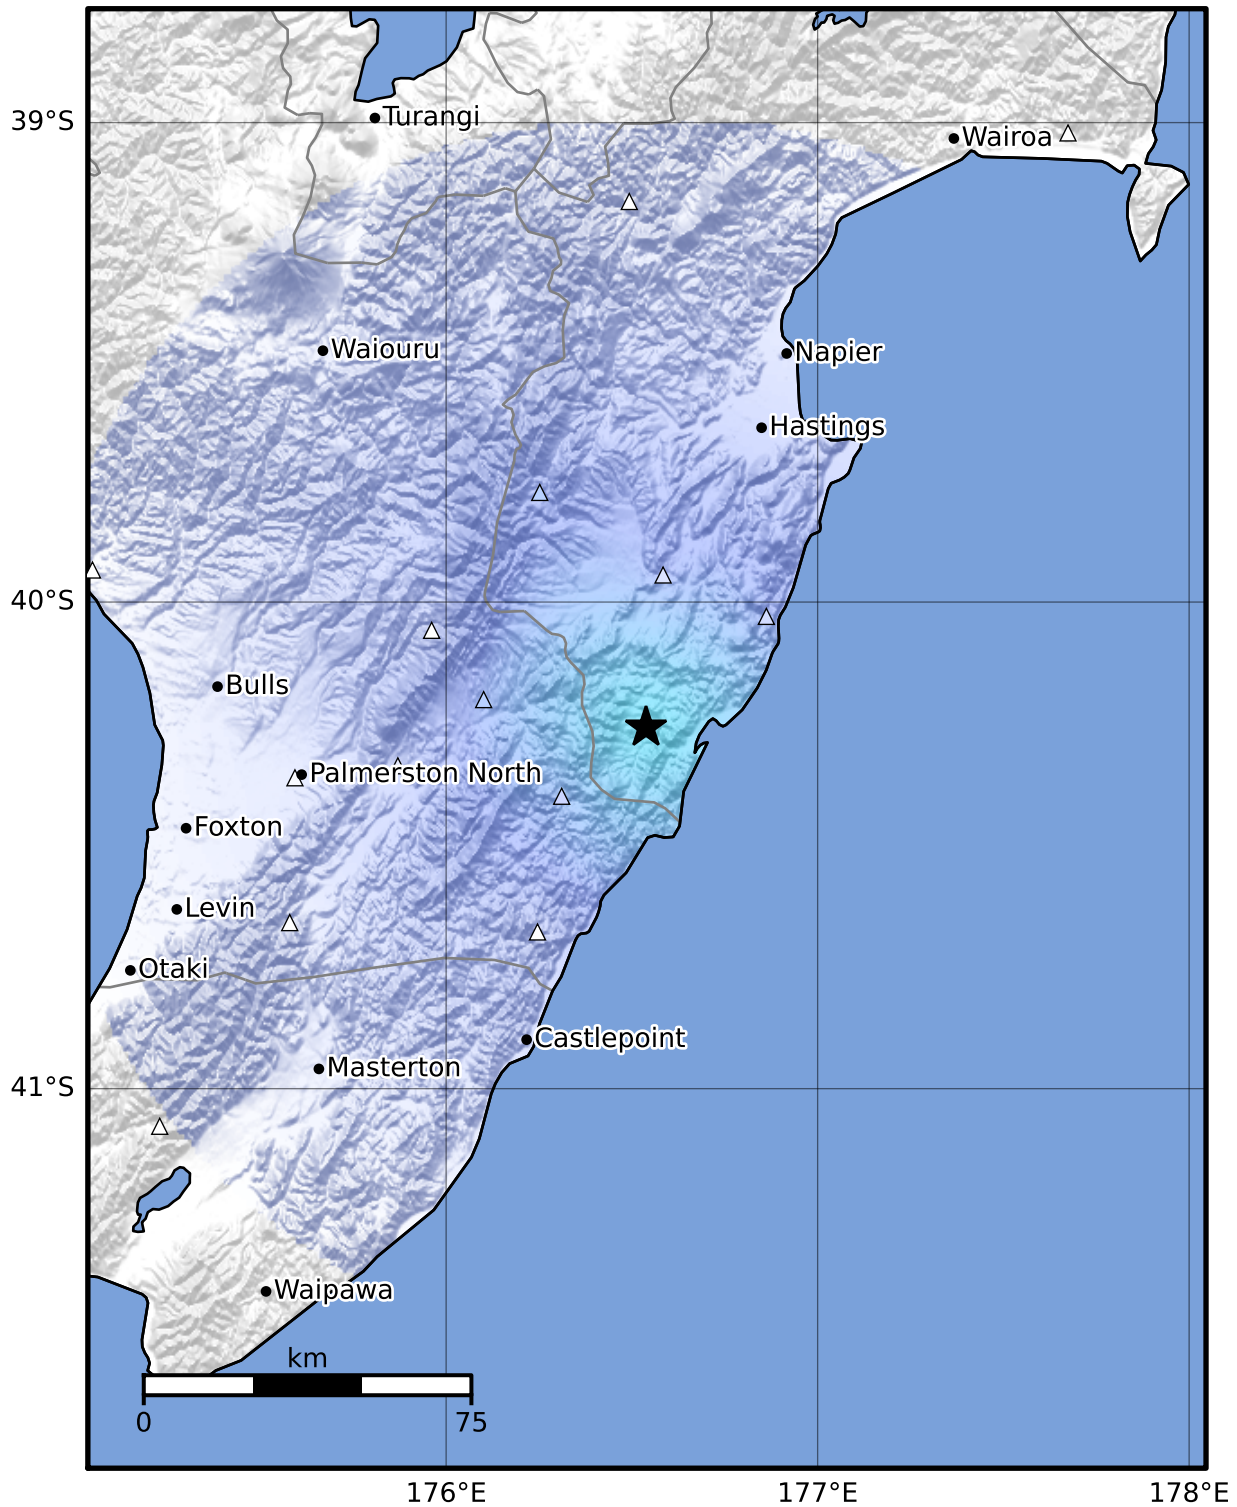 Turangi
39°S
Wairoa
Waiouru
Napier
Hastings
40°S
Bulls
Palmerston North
Foxton
Levin
Otaki
Castlepoint
Masterton
41°S
Waipawa
km
0 75
176°E 177°E 178°E